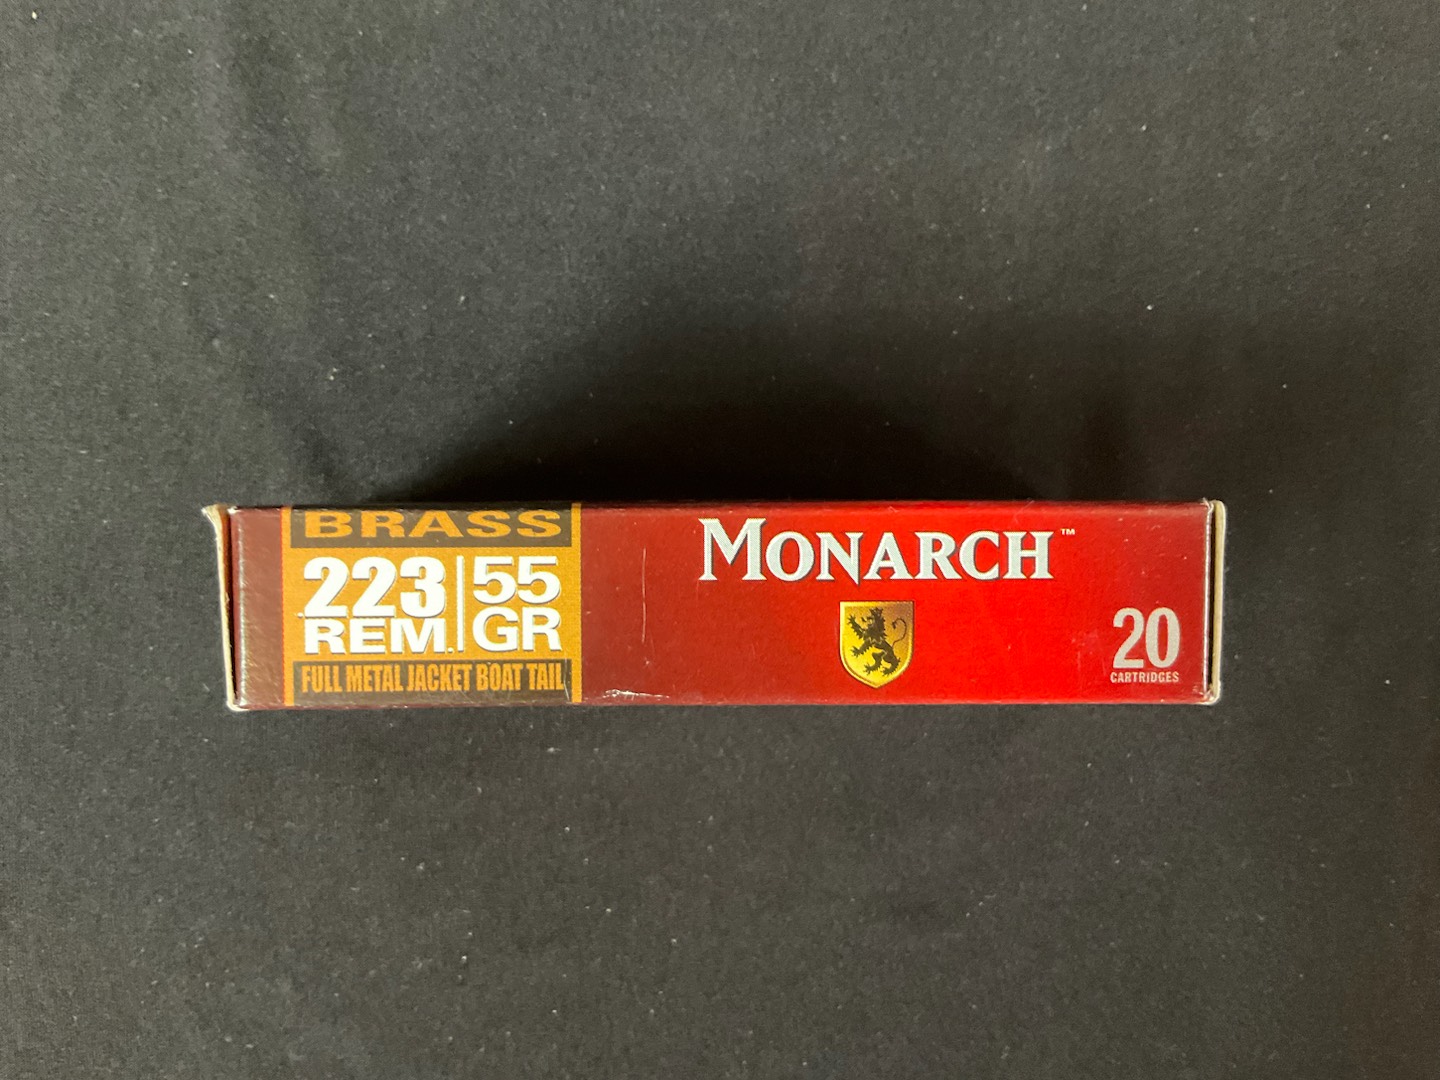 BRASS
223 55
REM. GR
FULL METAL JACKET BOAT TAIL
MONARCH™
20
CARTRIDGES